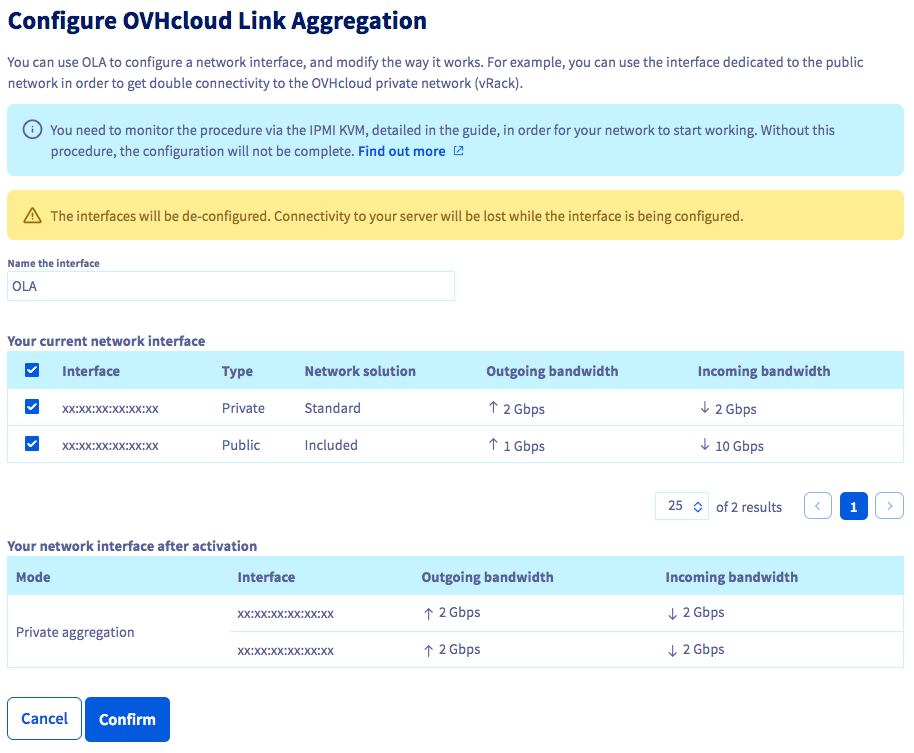 Configure OVHcloud Link Aggregation
You can use OLA to configure a network interface, and modify the way it works. For example, you can use the interface dedicated to the public
network in order to get double connectivity to the OVHcloud private network (vRack).
You need to monitor the procedure via the IPMI KVM, detailed in the guide, in order for your network to start working. Without this
procedure, the configuration will not be complete. Find out more
The interfaces will be de-configured. Connectivity to your server will be lost while the interface is being configured.
Name the interface
OLA
Your current network interface
Interface Type Network solution Outgoing bandwidth Incoming bandwidth
xx:xx:xx:xx:xx:xx Private Standard ↑ 2 Gbps ↓ 2 Gbps
xx:xx:xx:xx:xx:xx Public Included ↑ 1 Gbps ↓ 10 Gbps
25 of 2 results < 1 >
Your network interface after activation
Mode Interface Outgoing bandwidth Incoming bandwidth
xx:xx:xx:xx:xx:xx ↑ 2 Gbps ↓ 2 Gbps
Private aggregation
xx:xx:xx:xx:xx:xx ↑ 2 Gbps ↓ 2 Gbps
Cancel Confirm